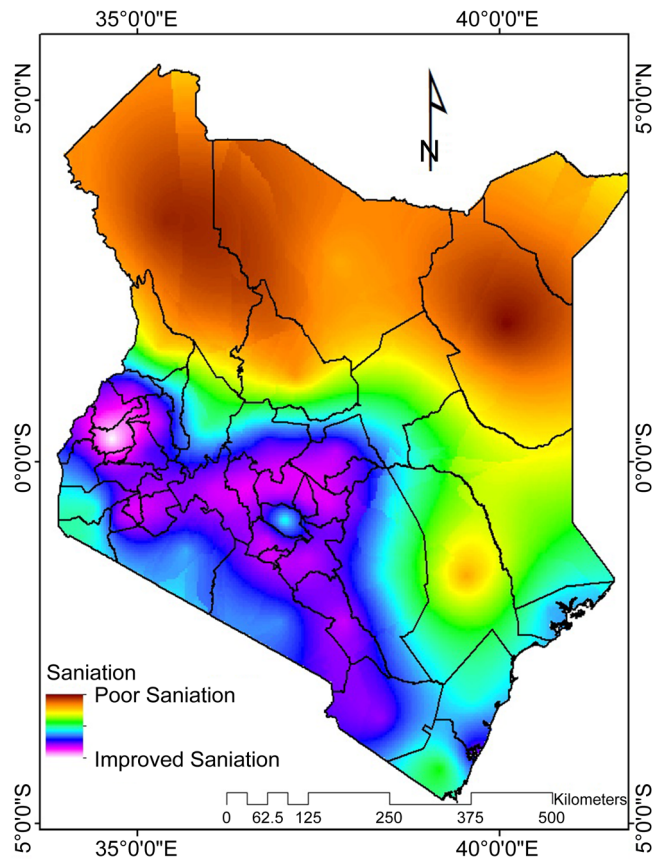 35°0'0"E 40°0'0"E
5°0'0"N 5°0'0"N
N
0°0'0"S 0°0'0"S
Saniation
Poor Saniation
Improved Saniation
Kilometers
0 62.5 125 250 375 500
5°0'0"S 5°0'0"S
35°0'0"E 40°0'0"E